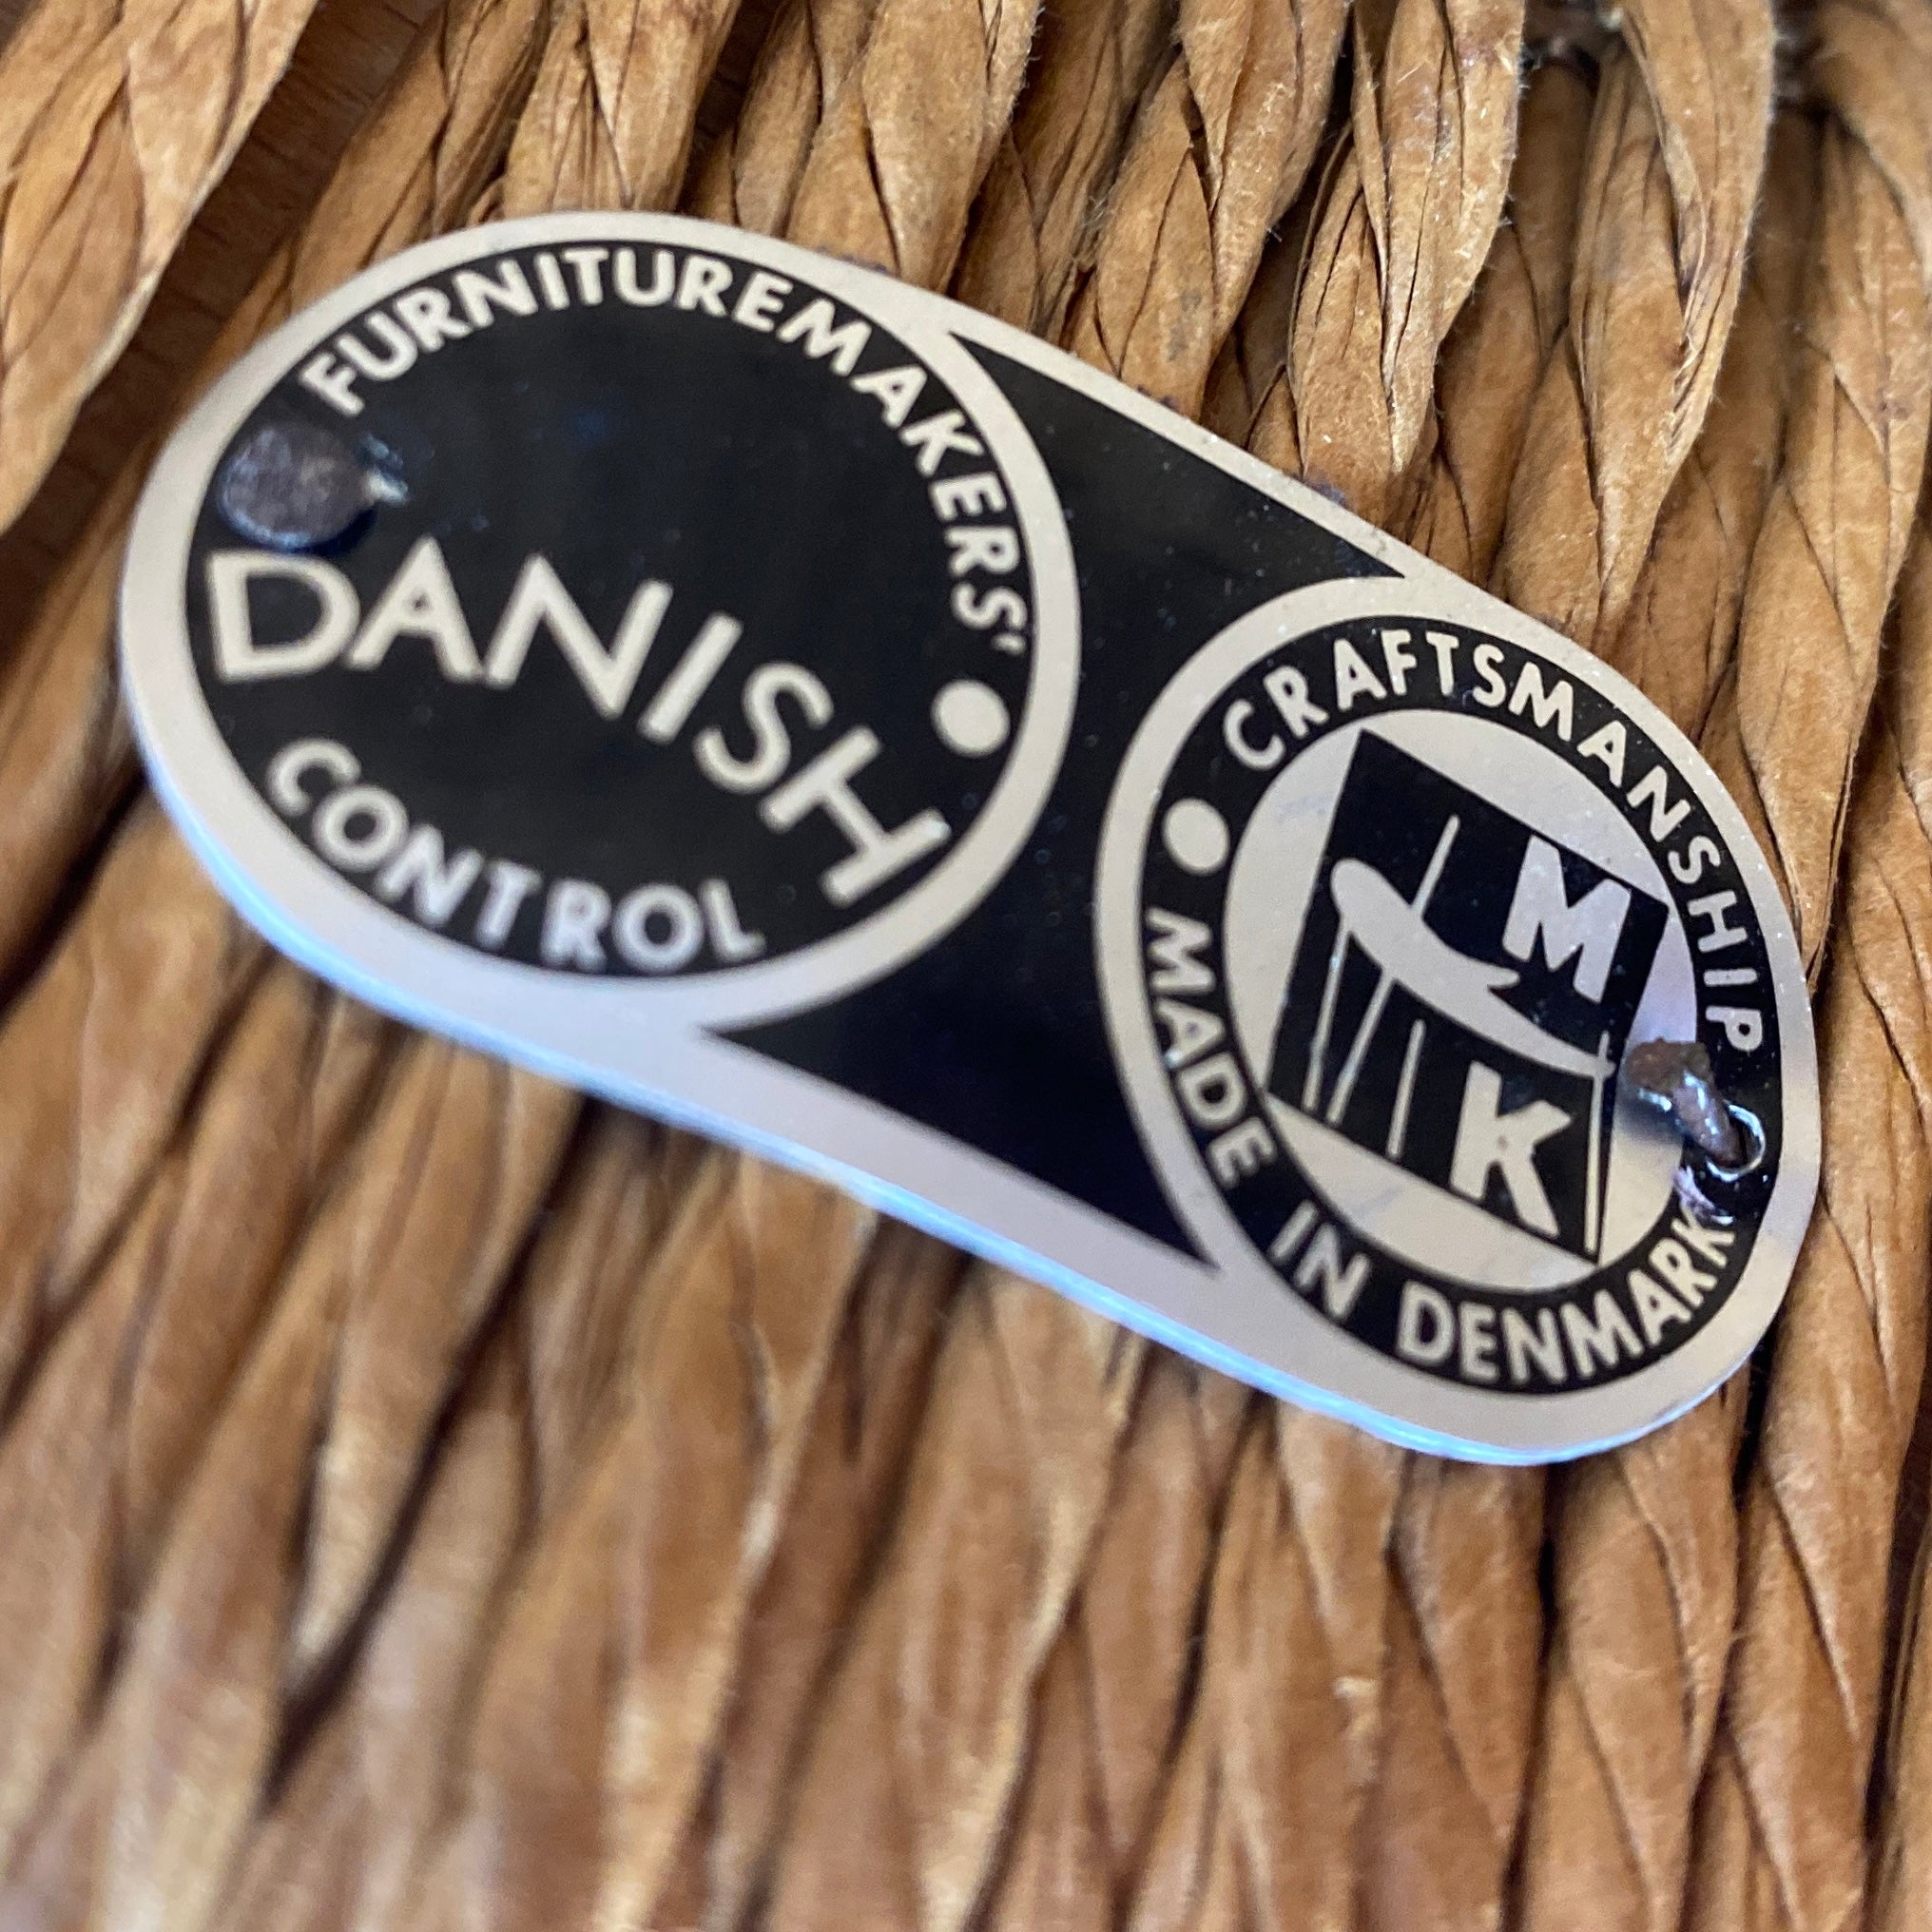 FURNITUREMAKERS'
DANISH
CONTROL
CRAFTSMANSHIP
M
K
MADE IN DENMARK